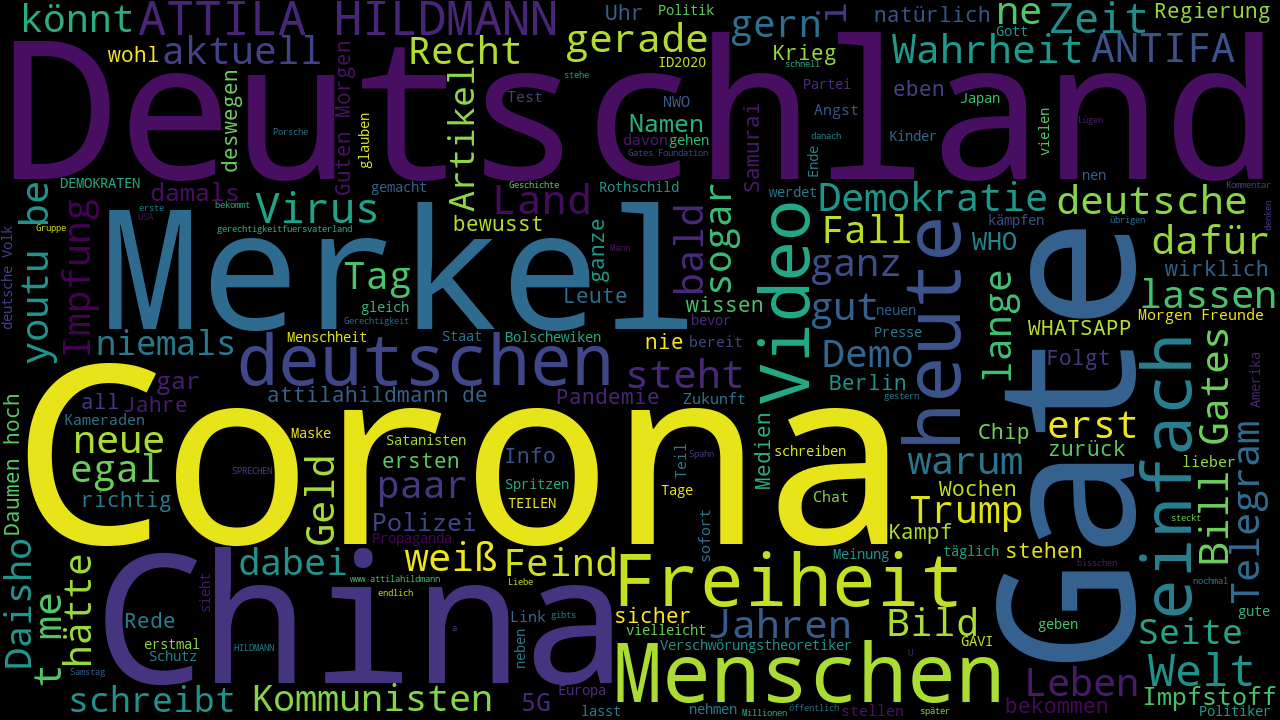 könnt
ATTILA HILDMANN
Uhr
Politik
gern
i
natürlich
ne
Gott
Zeit
Regierung
wohl
aktuell
Recht
gerade
ID2020
Krieg
schnell
Wahrheit
ANTIFA
Deutschland
deswegen
Porsche
Guten Morgen
glauben
Artikel
stehe
Test
NWO
Namen
davon
gehen
Gates Foundation
Samurai
Partei
Angst
Ende
danach
eben
Kinder
Japan
vielen
Lügen
youtu be
DEMOKRATEN
damals
Virus
gemacht
Land
Geschichte
Rothschild
werdet
nen
Demokratie
deutsche
Kommentar
deutsche Volk
Gruppe
Impfung
erste
USA
bekommt
gerechtigkeitfuersvaterland
bewusst
ganze
Mann
bald
sogar
Video
Fall
kämpfen
WHO
übrigen
denken
dafür
Merkel
Tag
gleich
Gerechtigkeit
Leute
wissen
ganz
heute
gut
neuen
lange
Gates
wirklich
lassen
Morgen Freunde
niemals
Menschheit
Staat
Bolschewiken
nie
bevor
bereit
Presse
WHATSAPP
deutschen
steht
Demo
Folgt
einfach
Bill Gates
Amerika
gar
all
Jahre
attilahildmann de
Pandemie
Zukunft
Berlin
gestern
Daumen hoch
Kameraden
neue
Maske
Satanisten
Medien
Chip
erst
Corona
egal
SPRECHEN
Geld
ersten
Info
Teil
Spahn
schreiben
warum
zurück
lieber
Telegram
richtig
paar
Spritzen
TEILEN
Tage
Chat
Wochen
Trump
steckt
Polizei
Propaganda
sofort
Kampf
Daisho
hätte
dabei
weiß
Feind
Meinung
täglich
stehen
bisschen
China
sieht
www attilahildmann
endlich
Liebe
Freiheit
nochmal
t me
Rede
erstmal
Schutz
HILDMANN
a
neben
Link
gibts
sicher
vielleicht
Jahren
Bild
GAVI
geben
gute
Seite
Verschwörungstheoretiker
U
Samstag
Menschen
Leben
Welt
schreibt
Kommunisten
5G
Europa
lasst
nehmen
Millionen
öffentlich
stellen
später
bekommen
Impfstoff
Politiker